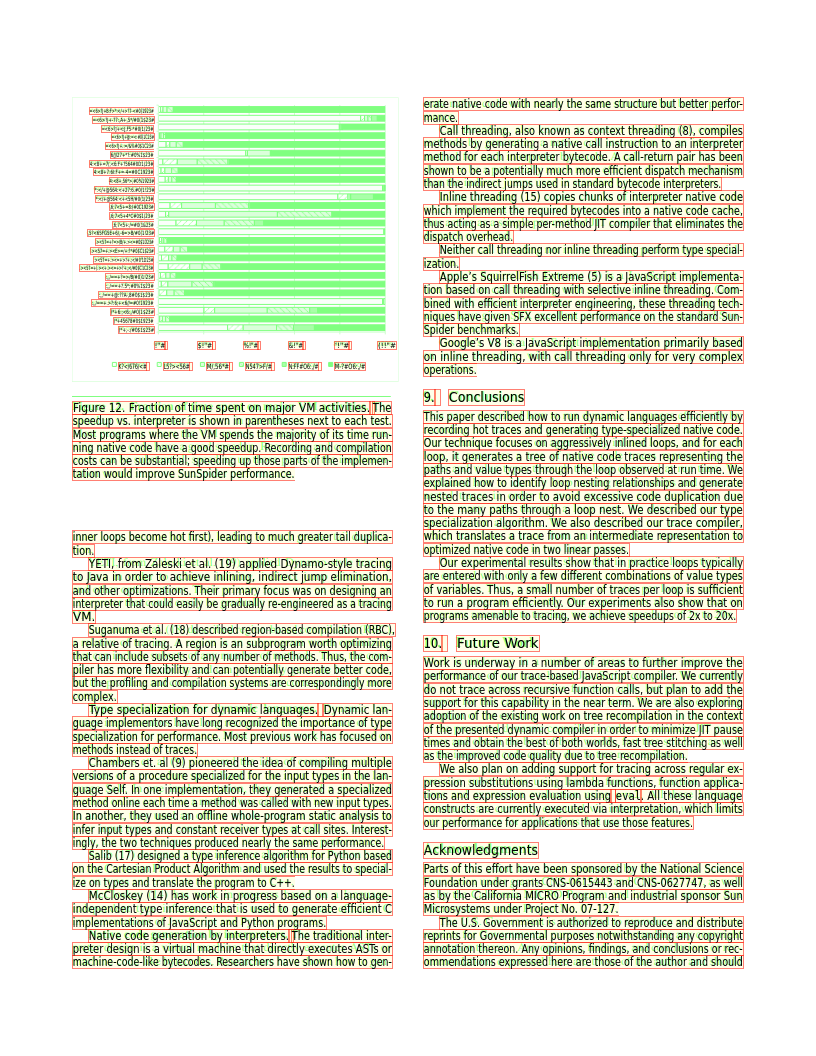 Figure 12. Fraction of time spent on major VM activities. The
speedup vs. interpreter is shown in parentheses next to each test.
Most programs where the VM spends the majority of its time run-
ning native code have a good speedup. Recording and compilation
costs can be substantial; speeding up those parts of the implemen-
tation would improve SunSpider performance.
inner loops become hot first), leading to much greater tail duplica-
tion.
YETI, from Zaleski et al. (19) applied Dynamo-style tracing
to Java in order to achieve inlining, indirect jump elimination,
and other optimizations. Their primary focus was on designing an
interpreter that could easily be gradually re-engineered as a tracing
VM.
Suganuma et al. (18) described region-based compilation (RBC),
a relative of tracing. A region is an subprogram worth optimizing
that can include subsets of any number of methods. Thus, the com-
piler has more flexibility and can potentially generate better code,
but the profiling and compilation systems are correspondingly more
complex.
Type specialization for dynamic languages. Dynamic lan-
guage implementors have long recognized the importance of type
specialization for performance. Most previous work has focused on
methods instead of traces.
Chambers et. al (9) pioneered the idea of compiling multiple
versions of a procedure specialized for the input types in the lan-
guage Self. In one implementation, they generated a specialized
method online each time a method was called with new input types.
In another, they used an offline whole-program static analysis to
infer input types and constant receiver types at call sites. Interest-
ingly, the two techniques produced nearly the same performance.
Salib (17) designed a type inference algorithm for Python based
on the Cartesian Product Algorithm and used the results to special-
ize on types and translate the program to C++.
McCloskey (14) has work in progress based on a language-
independent type inference that is used to generate efficient C
implementations of JavaScript and Python programs.
Native code generation by interpreters. The traditional inter-
preter design is a virtual machine that directly executes ASTs or
machine-code-like bytecodes. Researchers have shown how to gen-
erate native code with nearly the same structure but better perfor-
mance.
Call threading, also known as context threading (8), compiles
methods by generating a native call instruction to an interpreter
method for each interpreter bytecode. A call-return pair has been
shown to be a potentially much more efficient dispatch mechanism
than the indirect jumps used in standard bytecode interpreters.
Inline threading (15) copies chunks of interpreter native code
which implement the required bytecodes into a native code cache,
thus acting as a simple per-method JIT compiler that eliminates the
dispatch overhead.
Neither call threading nor inline threading perform type special-
ization.
Apple's SquirrelFish Extreme (5) is a JavaScript implementa-
tion based on call threading with selective inline threading. Com-
bined with efficient interpreter engineering, these threading tech-
niques have given SFX excellent performance on the standard Sun-
Spider benchmarks.
Google's V8 is a JavaScript implementation primarily based
on inline threading, with call threading only for very complex
operations.
9. Conclusions
This paper described how to run dynamic languages efficiently by
recording hot traces and generating type-specialized native code.
Our technique focuses on aggressively inlined loops, and for each
loop, it generates a tree of native code traces representing the
paths and value types through the loop observed at run time. We
explained how to identify loop nesting relationships and generate
nested traces in order to avoid excessive code duplication due
to the many paths through a loop nest. We described our type
specialization algorithm. We also described our trace compiler,
which translates a trace from an intermediate representation to
optimized native code in two linear passes.
Our experimental results show that in practice loops typically
are entered with only a few different combinations of value types
of variables. Thus, a small number of traces per loop is sufficient
to run a program efficiently. Our experiments also show that on
programs amenable to tracing, we achieve speedups of 2x to 20x.
10. Future Work
Work is underway in a number of areas to further improve the
performance of our trace-based JavaScript compiler. We currently
do not trace across recursive function calls, but plan to add the
support for this capability in the near term. We are also exploring
adoption of the existing work on tree recompilation in the context
of the presented dynamic compiler in order to minimize JIT pause
times and obtain the best of both worlds, fast tree stitching as well
as the improved code quality due to tree recompilation.
We also plan on adding support for tracing across regular ex-
pression substitutions using lambda functions, function applica-
tions and expression evaluation using eval. All these language
constructs are currently executed via interpretation, which limits
our performance for applications that use those features.
Acknowledgments
Parts of this effort have been sponsored by the National Science
Foundation under grants CNS-0615443 and CNS-0627747, as well
as by the California MICRO Program and industrial sponsor Sun
Microsystems under Project No. 07-127.
The U.S. Government is authorized to reproduce and distribute
reprints for Governmental purposes notwithstanding any copyright
annotation thereon. Any opinions, findings, and conclusions or rec-
ommendations expressed here are those of the author and should